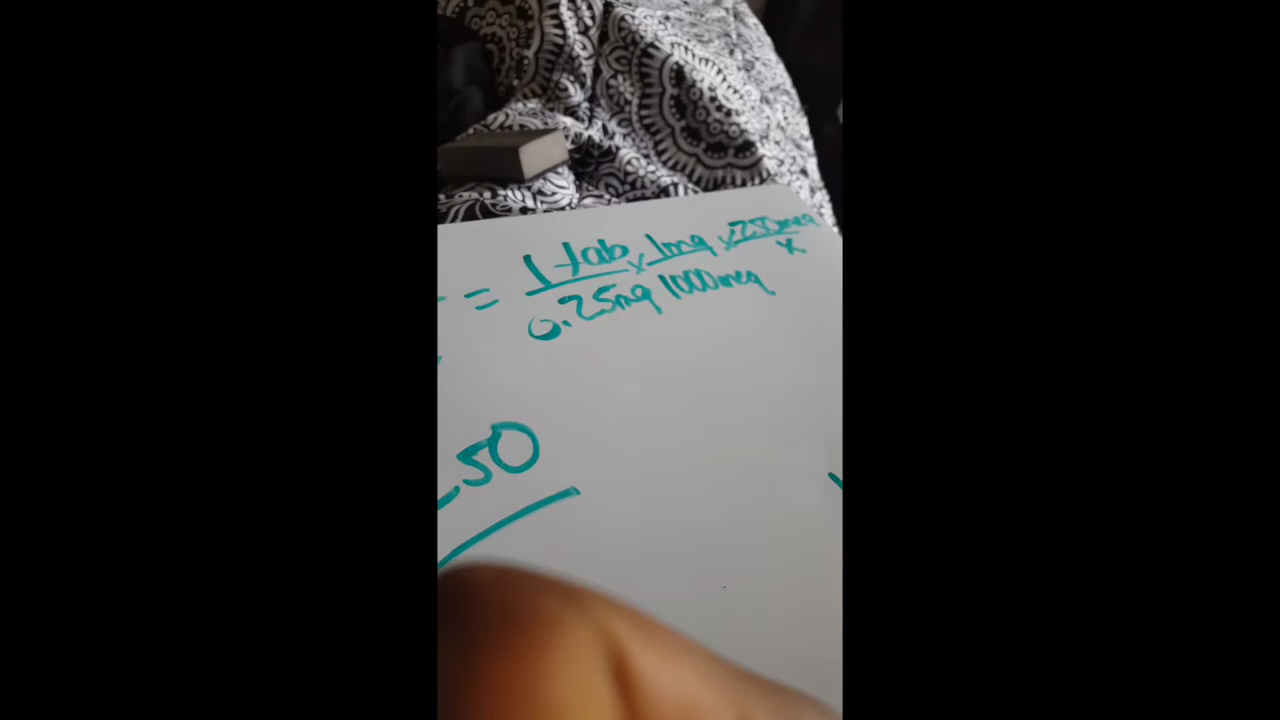 = 1 tab x 1mg x 250mcg
0.25mg 1000mcg x
50